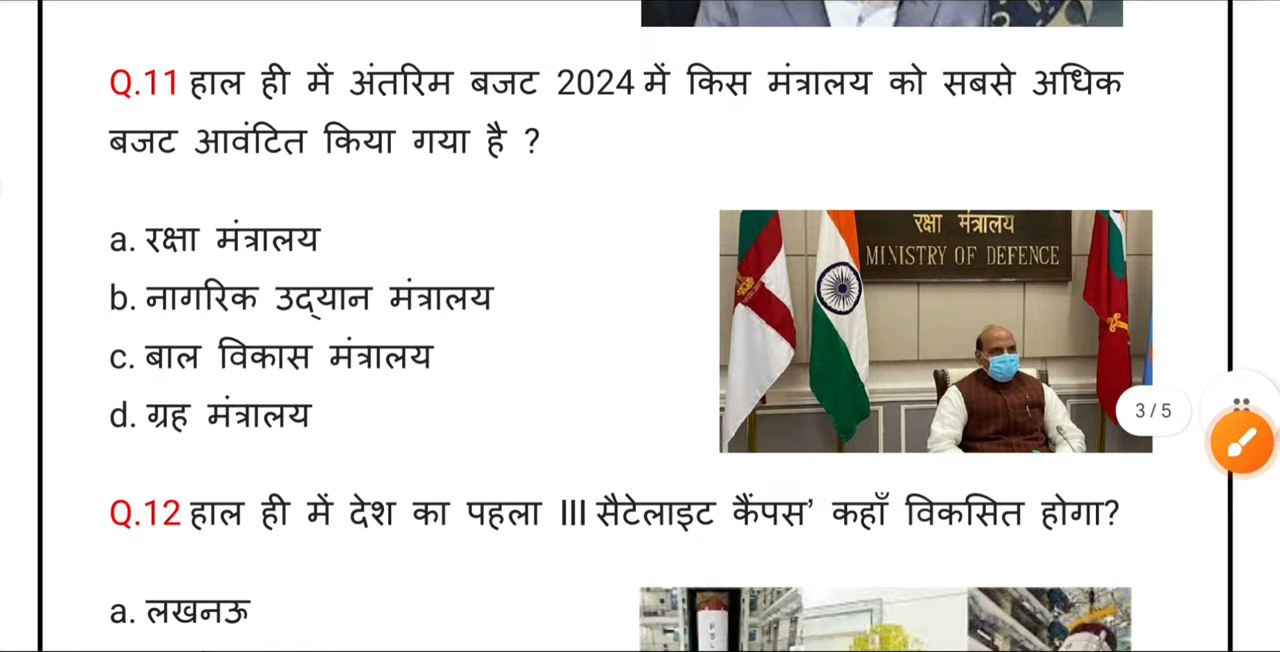 Q.11 हाल ही में अंतरिम बजट 2024 में किस मंत्रालय को सबसे अधिक
बजट आवंटित किया गया है ?
a. रक्षा मंत्रालय
b. नागरिक उद्यान मंत्रालय
c. बाल विकास मंत्रालय
d. ग्रह मंत्रालय
रक्षा मंत्रालय
MINISTRY OF DEFENCE
3 / 5
Q.12 हाल ही में देश का पहला III सैटेलाइट कैंपस’ कहाँ विकसित होगा?
a. लखनऊ
P S L